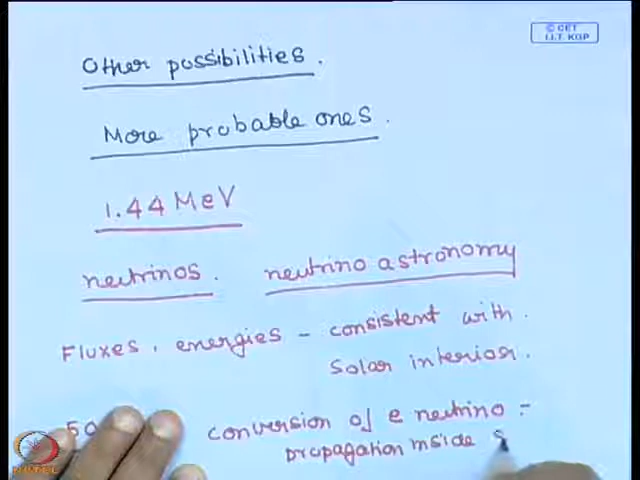 © CET
I.I.T. KGP
Other possibilities.
More probable ones.
1.44 MeV
neutrinos. neutrino astronomy
Fluxes, energies - consistent with.
solar interior.
conversion of e neutrino :-
propagation inside s